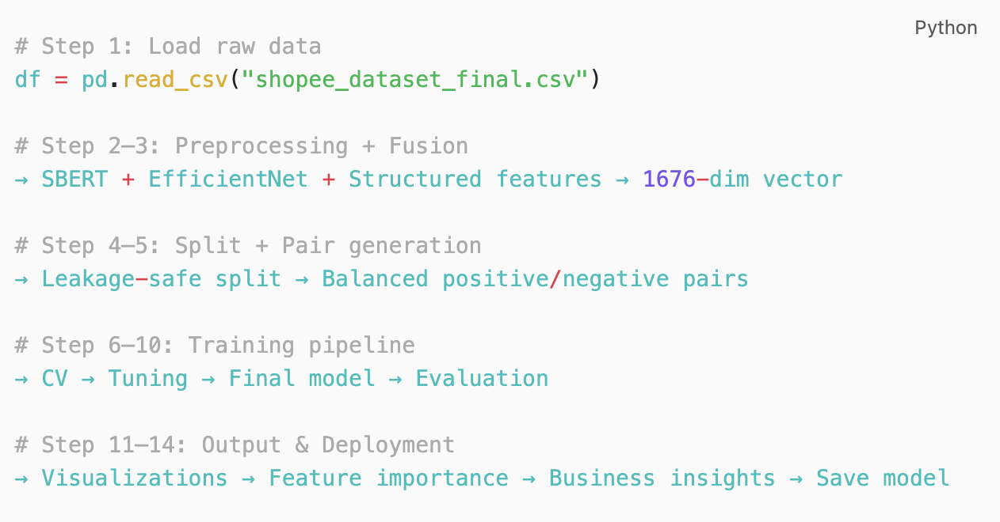 Python
# Step 1: Load raw data
df = pd.read_csv("shopee_dataset_final.csv")
# Step 2–3: Preprocessing + Fusion
→ SBERT + EfficientNet + Structured features → 1676-dim vector
# Step 4–5: Split + Pair generation
→ Leakage-safe split → Balanced positive/negative pairs
# Step 6–10: Training pipeline
→ CV → Tuning → Final model → Evaluation
# Step 11–14: Output & Deployment
→ Visualizations → Feature importance → Business insights → Save model